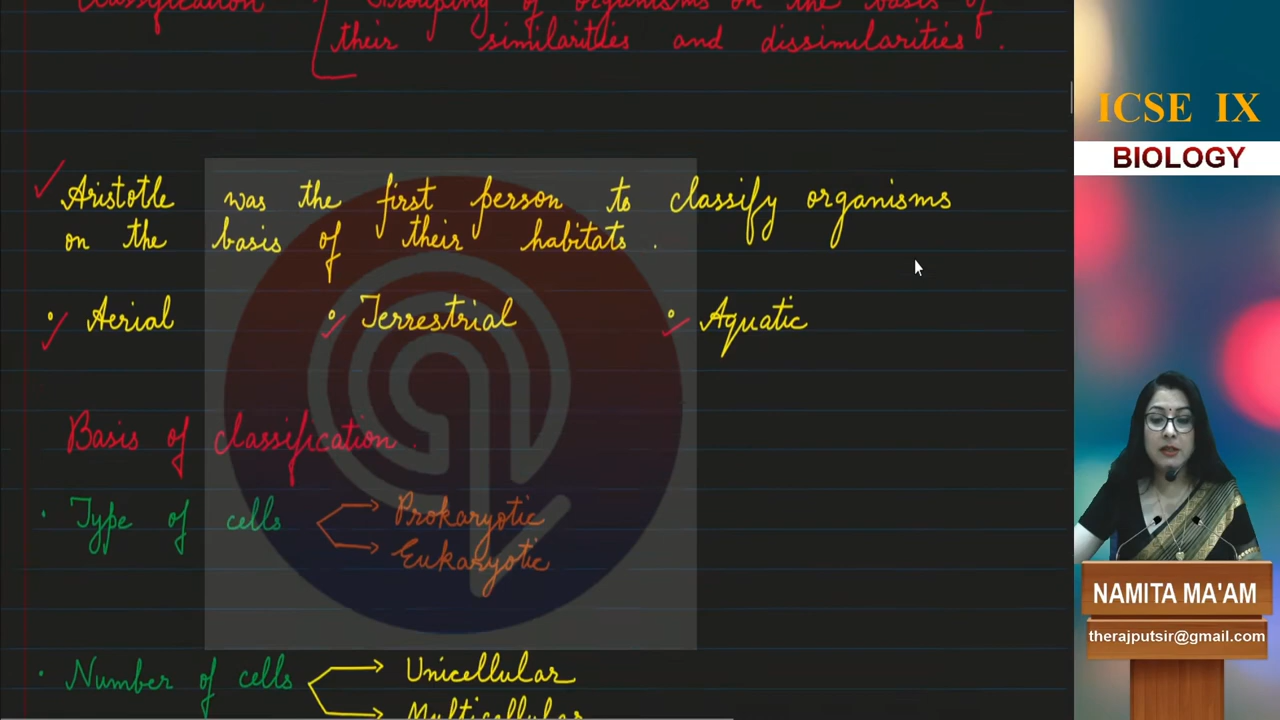 Classification Grouping of organisms on the basis of
their similarities and dissimilarities .
Aristotle was the first person to classify organisms
on the basis of their habitats .
• Aerial • Terrestrial • Aquatic
Basis of classification .
• Type of cells Prokaryotic
Eukaryotic
• Number of cells Unicellular
Multicellular
ICSE IX
BIOLOGY
NAMITA MA'AM
therajputsir@gmail.com